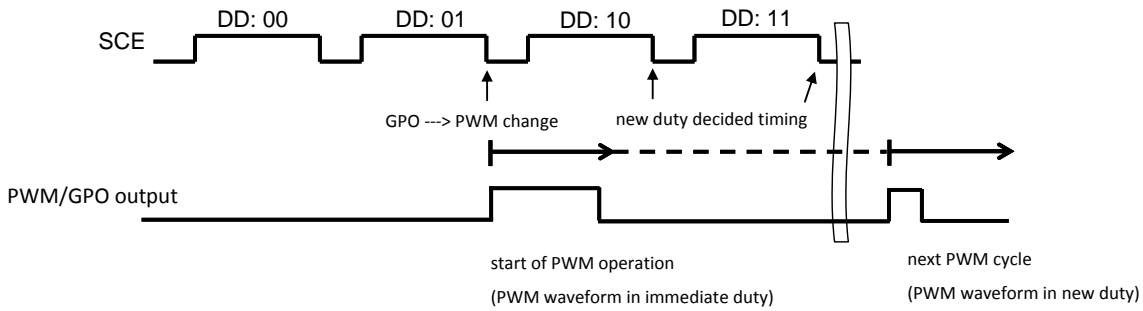 DD: 00 DD: 01 DD: 10 DD: 11
SCE
GPO ---> PWM change new duty decided timing
PWM/GPO output
start of PWM operation next PWM cycle
(PWM waveform in immediate duty) (PWM waveform in new duty)